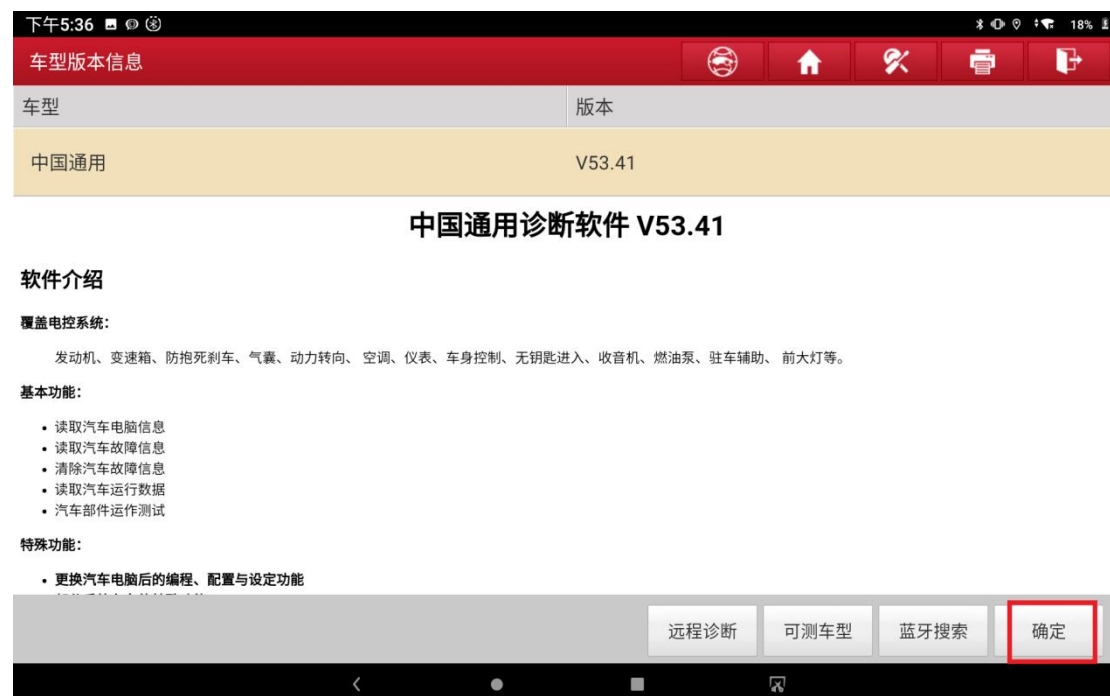 下午5:36
18%
车型版本信息
车型 版本
中国通用 V53.41
中国通用诊断软件 V53.41
软件介绍
覆盖电控系统：
发动机、变速箱、防抱死刹车、气囊、动力转向、 空调、仪表、车身控制、无钥匙进入、收音机、燃油泵、驻车辅助、 前大灯等。
基本功能：
• 读取汽车电脑信息
• 读取汽车故障信息
• 清除汽车故障信息
• 读取汽车运行数据
• 汽车部件运作测试
特殊功能：
• 更换汽车电脑后的编程、配置与设定功能
远程诊断 可测车型 蓝牙搜索 确定